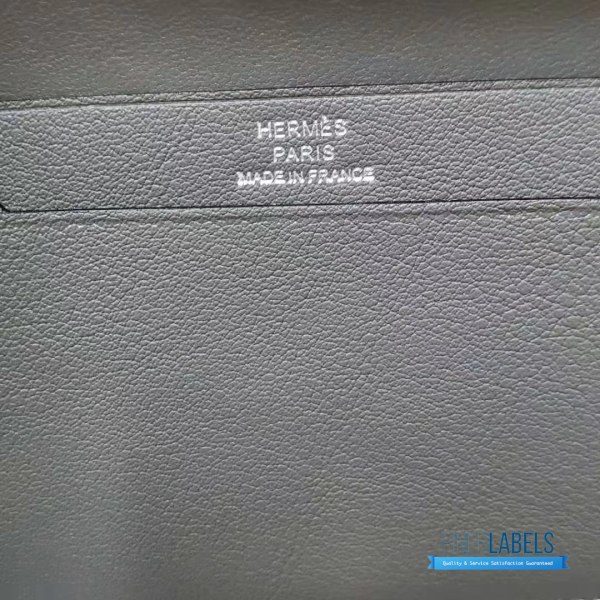 HERMÈS
PARIS
MADE IN FRANCE
LABELS
Quality & Service Satisfaction Guaranteed